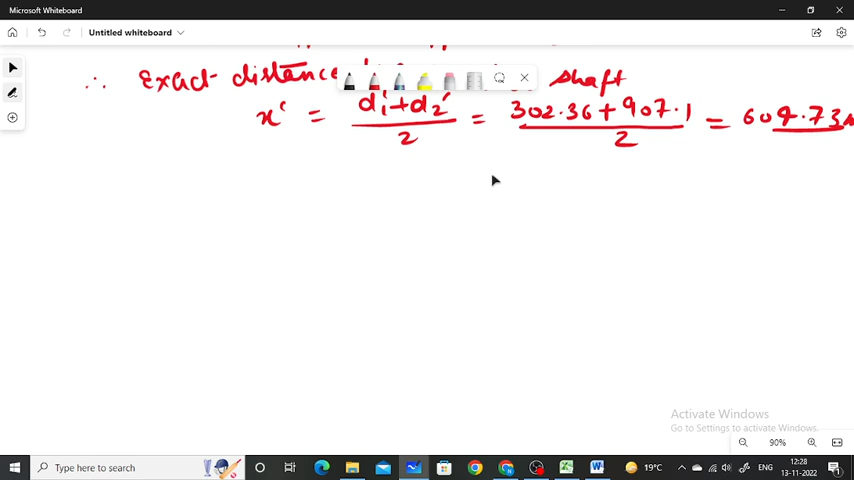 Microsoft Whiteboard
Untitled whiteboard
∴ Exact distance shaft
x' = d₁'+d₂' / 2 = 302.36+907.1 / 2 = 604.73
Activate Windows
Go to Settings to activate Windows.
90%
Type here to search
19°C
ENG
12:28
13-11-2022
1